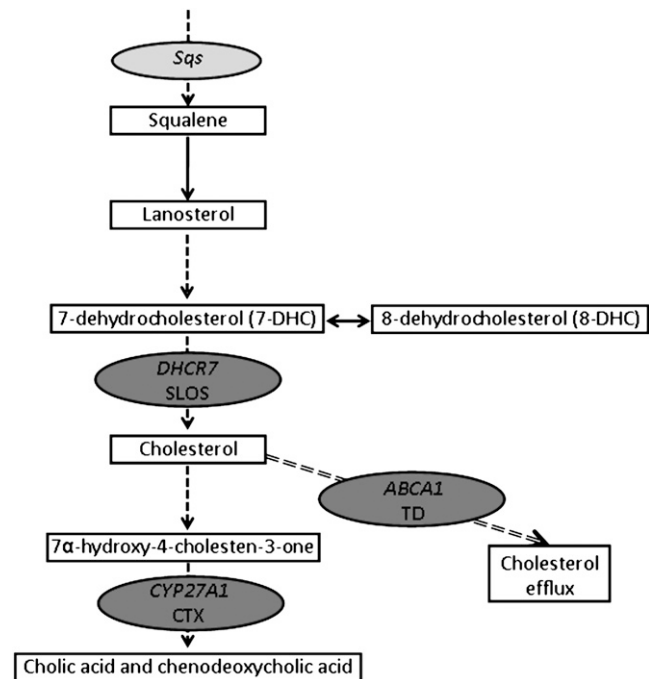 Sqs
Squalene
Lanosterol
7-dehydrocholesterol (7-DHC)
8-dehydrocholesterol (8-DHC)
DHCR7
SLOS
Cholesterol
ABCA1
TD
7α-hydroxy-4-cholesten-3-one
Cholesterol
efflux
CYP27A1
CTX
Cholic acid and chenodeoxycholic acid